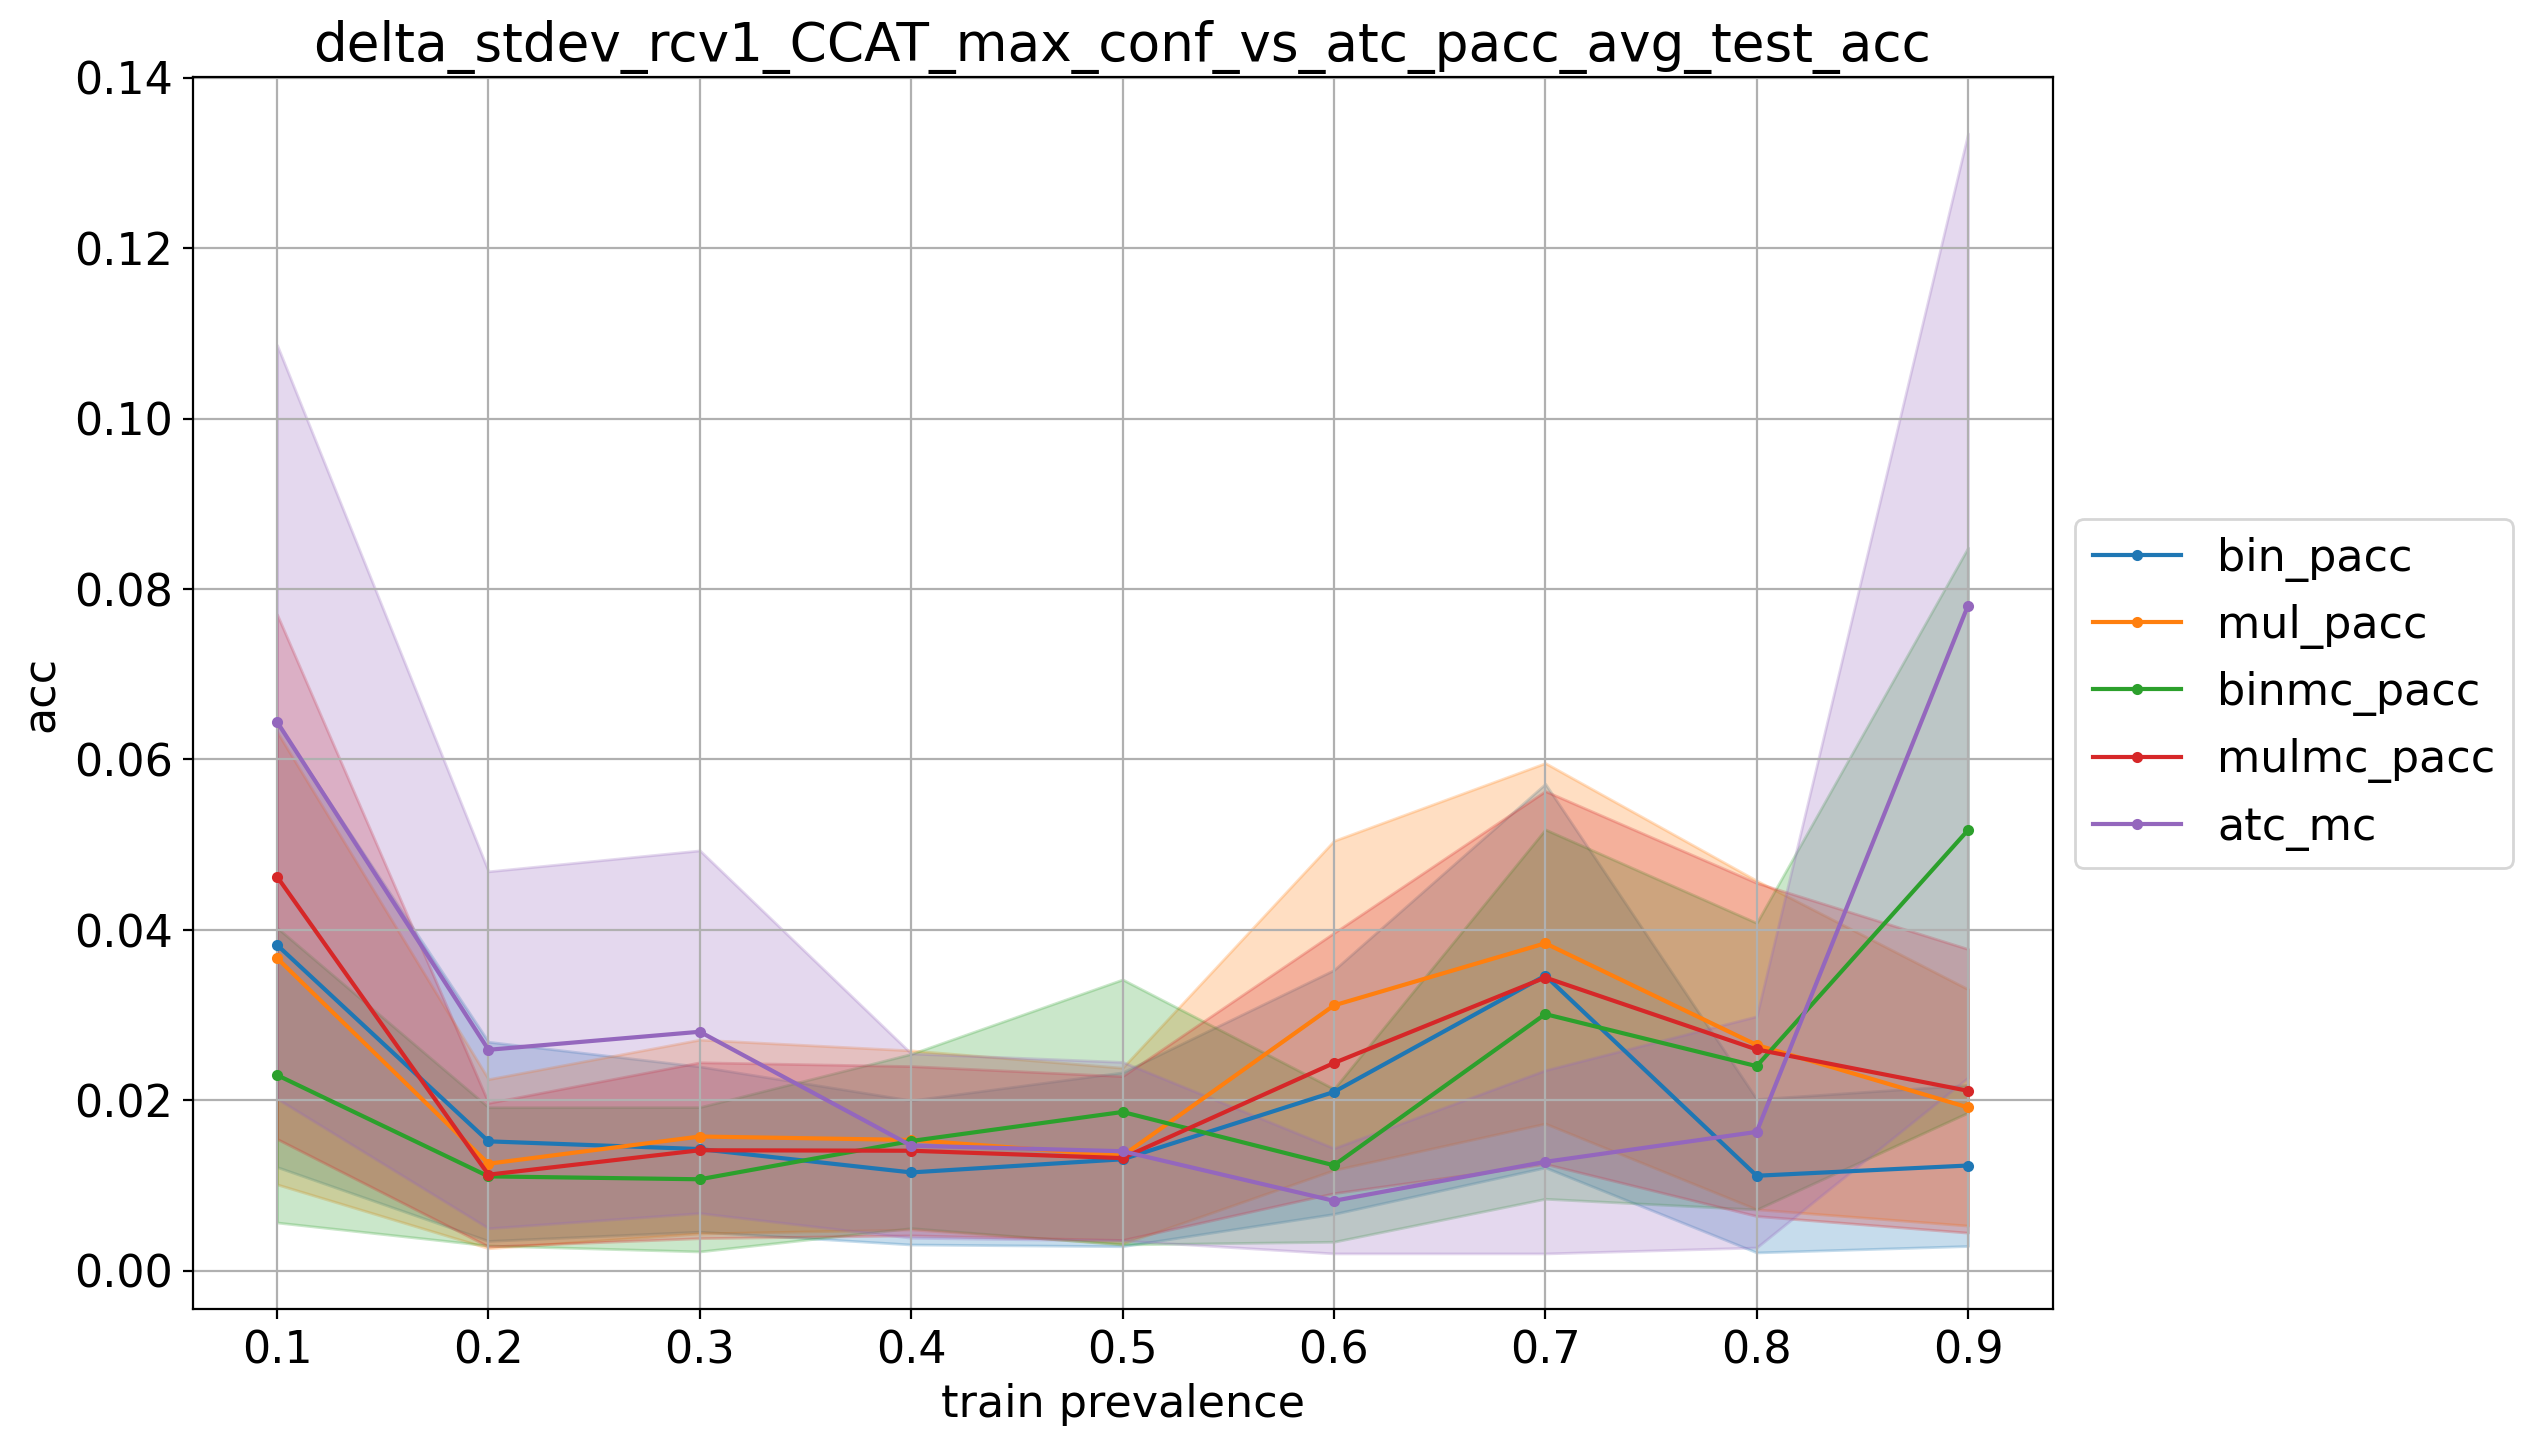 delta_stdev_rcv1_CCAT_max_conf_vs_atc_pacc_avg_test_acc
0.14
0.12
0.10
0.08
0.06
0.04
0.02
0.00
acc
0.1 0.2 0.3 0.4 0.5 0.6 0.7 0.8 0.9
train prevalence
bin_pacc
mul_pacc
binmc_pacc
mulmc_pacc
atc_mc